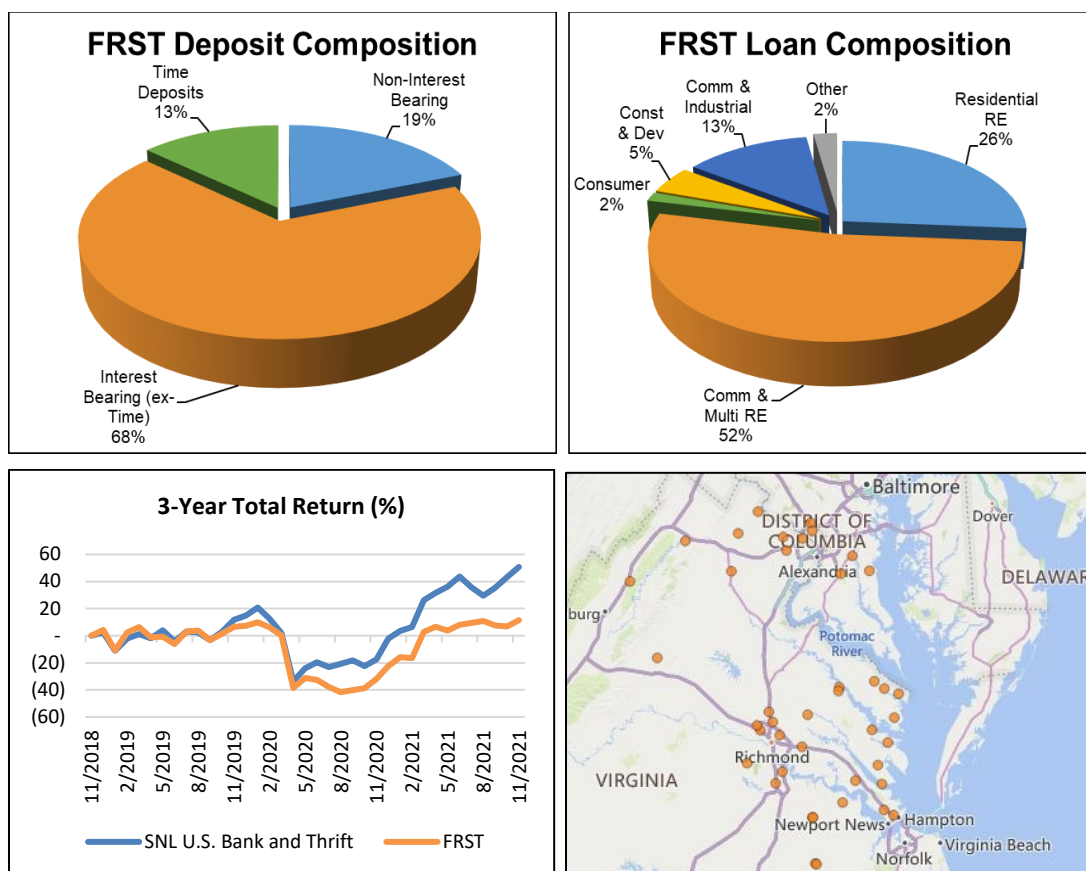 FRST Deposit Composition
Time
Deposits
13%
Non-Interest
Bearing
19%
Interest
Bearing (ex-
Time)
68%
FRST Loan Composition
Comm &
Industrial
13%
Other
2%
Residential
RE
26%
Const
& Dev
5%
Consumer
2%
Comm &
Multi RE
52%
3-Year Total Return (%)
60
40
20
-
(20)
(40)
(60)
11/2018
2/2019
5/2019
8/2019
11/2019
2/2020
5/2020
8/2020
11/2020
2/2021
5/2021
8/2021
11/2021
SNL U.S. Bank and Thrift
FRST
Baltimore
Dover
DISTRICT OF
COLUMBIA
Alexandria
DELAWAR
burg
Potomac
River
Richmond
VIRGINIA
Newport News
Hampton
Norfolk
Virginia Beach